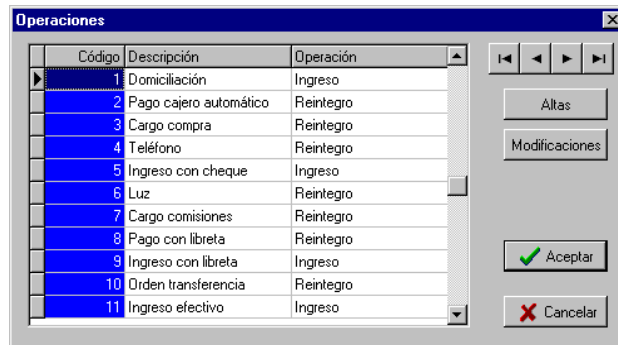 Operaciones
Código Descripción Operación
1 Domiciliación Ingreso
2 Pago cajero automático Reintegro
3 Cargo compra Reintegro
4 Teléfono Reintegro
5 Ingreso con cheque Ingreso
6 Luz Reintegro
7 Cargo comisiones Reintegro
8 Pago con libreta Reintegro
9 Ingreso con libreta Ingreso
10 Orden transferencia Reintegro
11 Ingreso efectivo Ingreso
Altas
Modificaciones
Aceptar
Cancelar